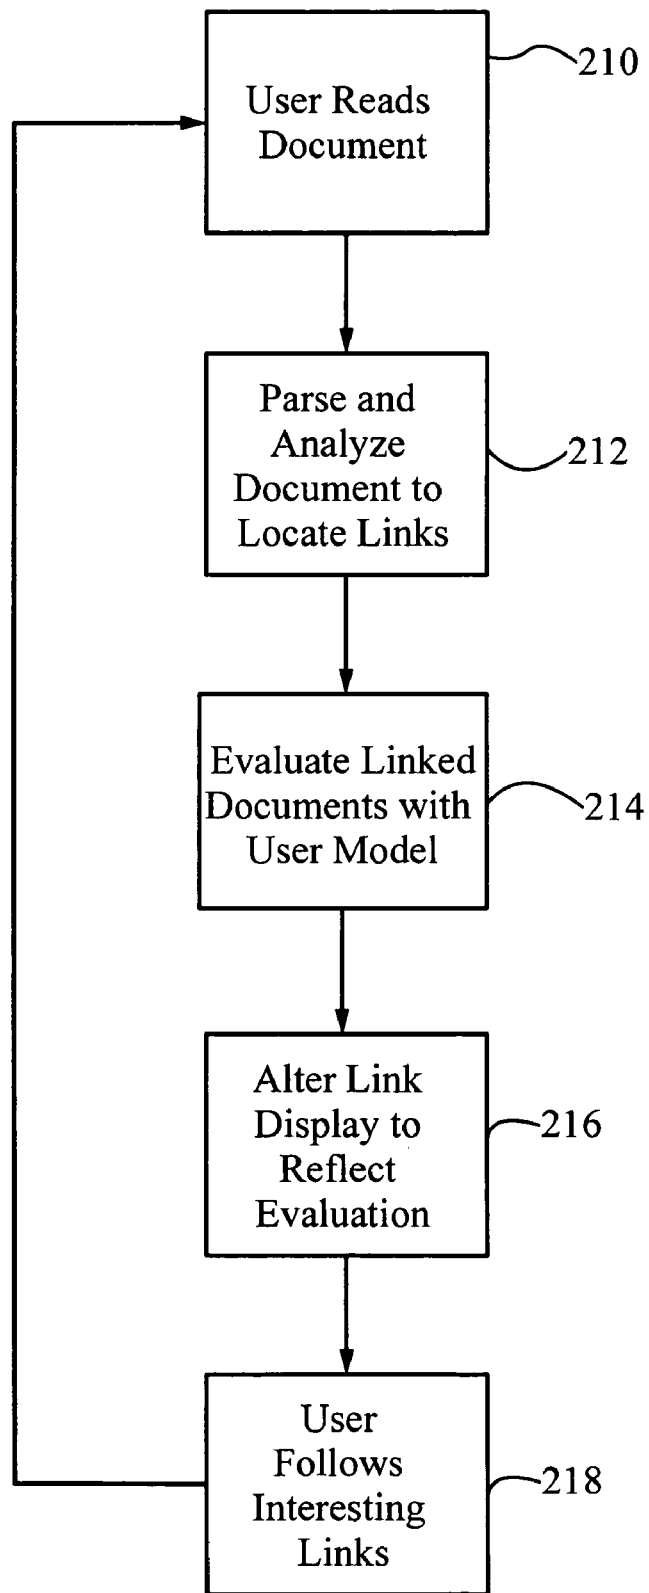 User Reads
Document
210
Parse and
Analyze
Document to
Locate Links
212
Evaluate Linked
Documents with
User Model
214
Alter Link
Display to
Reflect
Evaluation
216
User
Follows
Interesting
Links
218